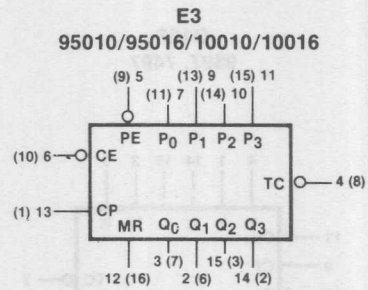 E3
95010/95016/10010/10016
(9) 5 (13) 9 (15) 11
(11) 7 (14) 10
PE P0 P1 P2 P3
(10) 6 CE
TC 4 (8)
(1) 13 CP
MR Q0 Q1 Q2 Q3
3 (7) 15 (3)
12 (16) 2 (6) 14 (2)